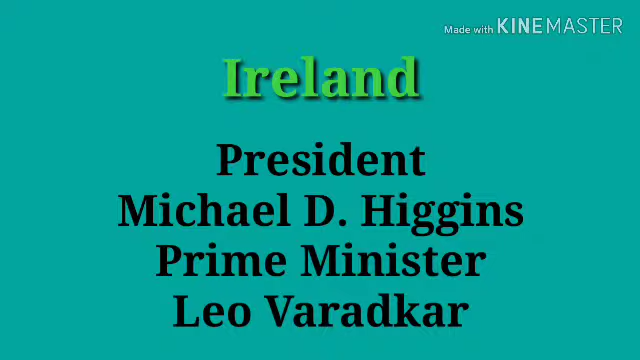 Made with KINEMASTER
Ireland
President
Michael D. Higgins
Prime Minister
Leo Varadkar